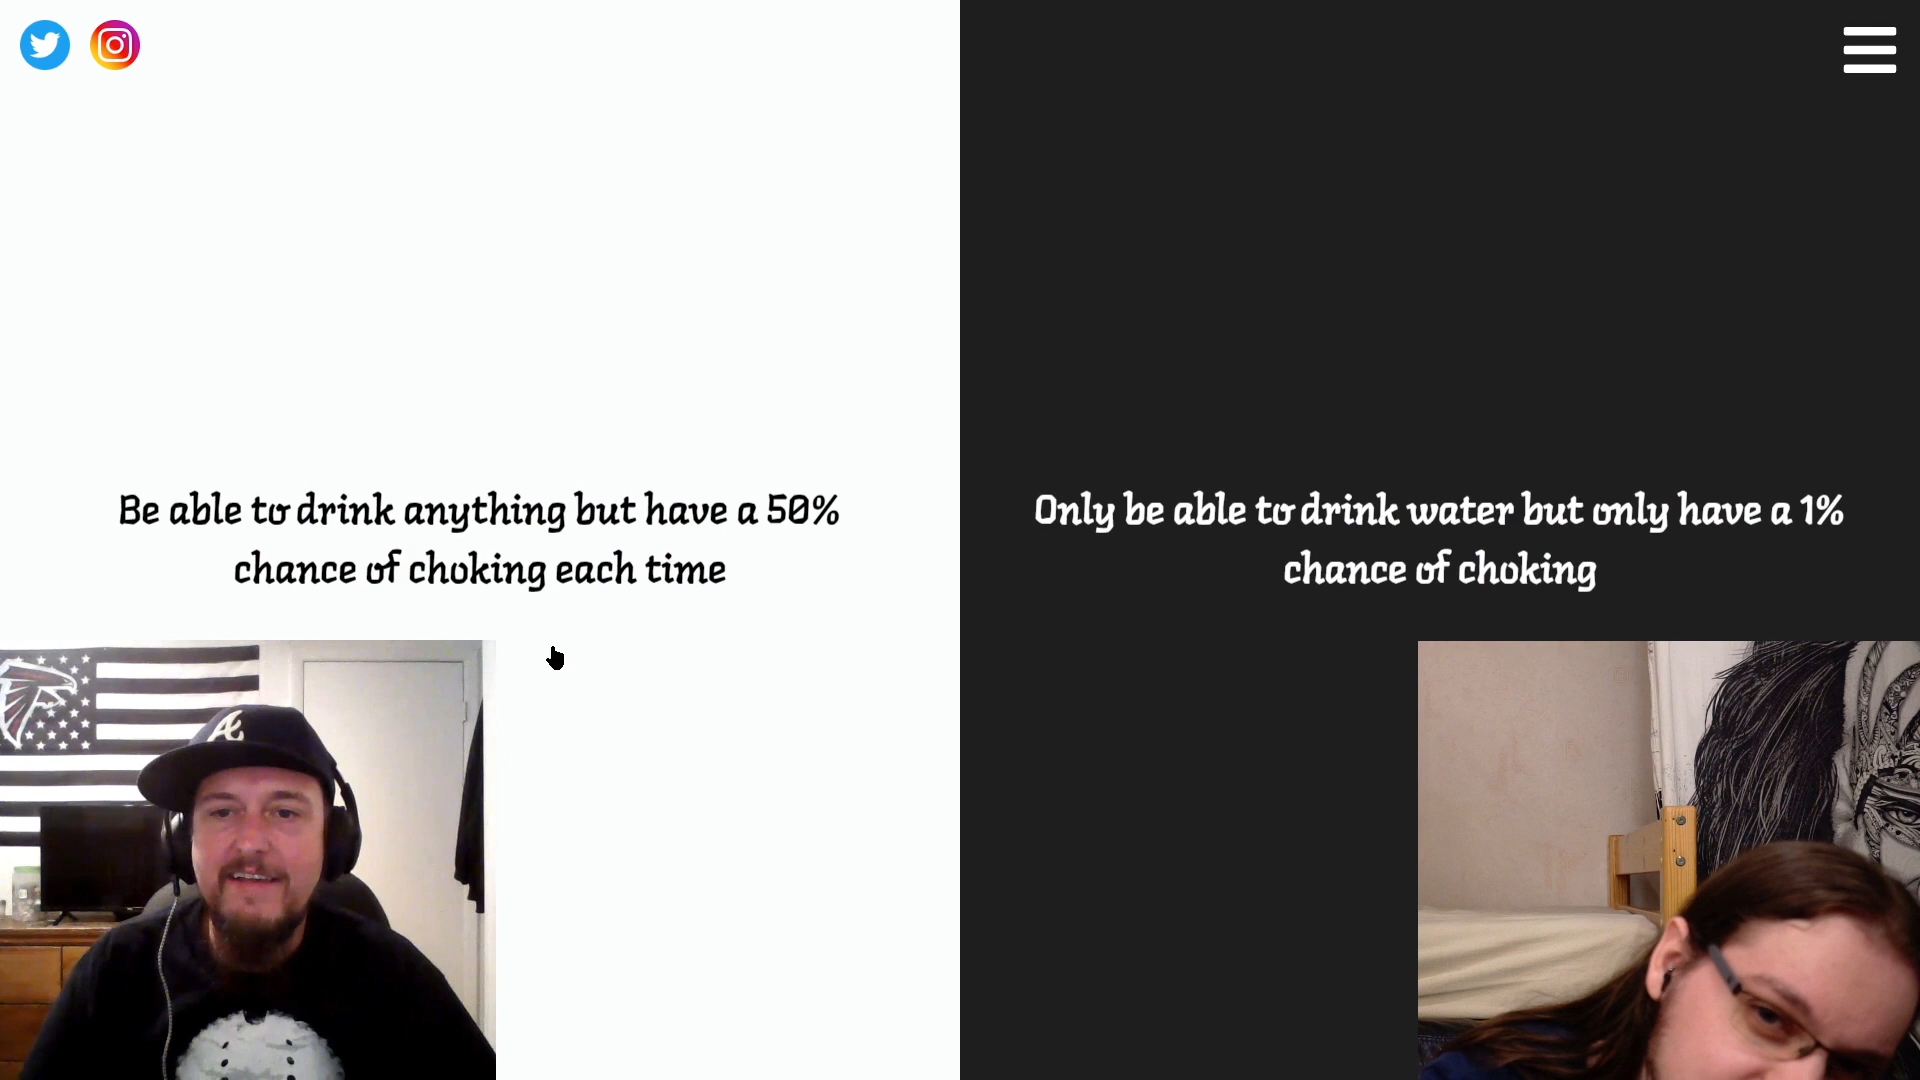 Be able to drink anything but have a 50%
chance of choking each time
Only be able to drink water but only have a 1%
chance of choking
A